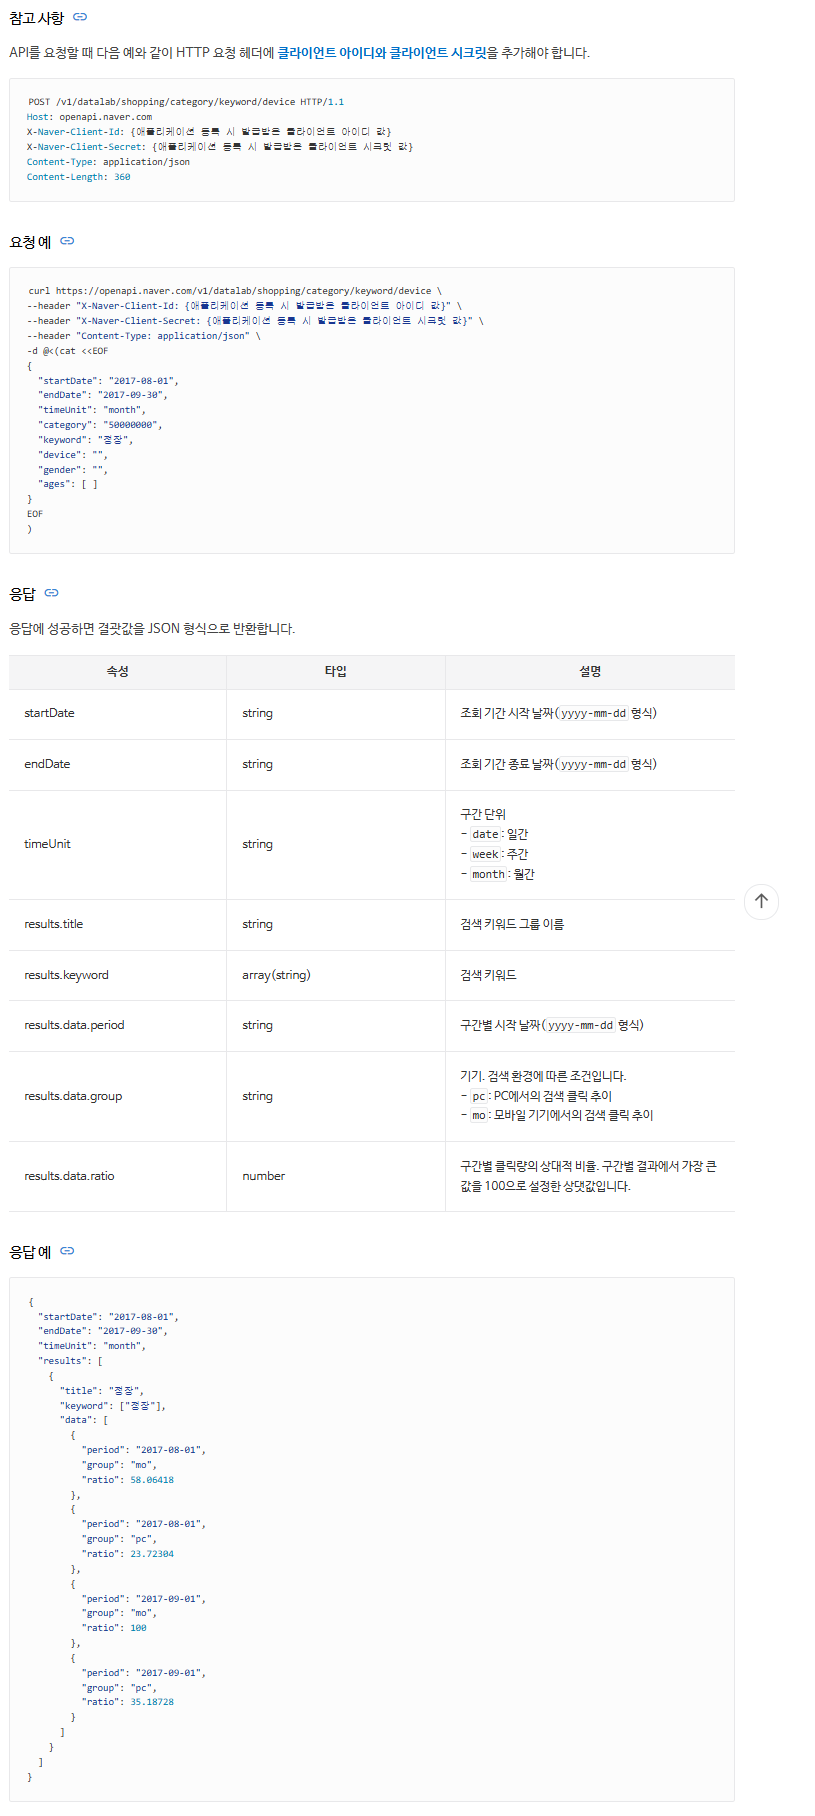 참고 사항
API를 요청할 때 다음 예와 같이 HTTP 요청 헤더에 클라이언트 아이디와 클라이언트 시크릿을 추가해야 합니다.
POST /v1/datalab/shopping/category/keyword/device HTTP/1.1
Host: openapi.naver.com
X-Naver-Client-Id: {애플리케이션 등록 시 발급받은 클라이언트 아이디 값}
X-Naver-Client-Secret: {애플리케이션 등록 시 발급받은 클라이언트 시크릿 값}
Content-Type: application/json
Content-Length: 360
요청 예
curl https://openapi.naver.com/v1/datalab/shopping/category/keyword/device \
--header "X-Naver-Client-Id: {애플리케이션 등록 시 발급받은 클라이언트 아이디 값}" \
--header "X-Naver-Client-Secret: {애플리케이션 등록 시 발급받은 클라이언트 시크릿 값}" \
--header "Content-Type: application/json" \
-d @<(cat <<EOF
{
  "startDate": "2017-08-01",
  "endDate": "2017-09-30",
  "timeUnit": "month",
  "category": "50000000",
  "keyword": "정장",
  "device": "",
  "gender": "",
  "ages": [ ]
}
EOF
)
응답
응답에 성공하면 결괏값을 JSON 형식으로 반환합니다.
속성 타입 설명
startDate string 조회 기간 시작 날짜(yyyy-mm-dd 형식)
endDate string 조회 기간 종료 날짜(yyyy-mm-dd 형식)
timeUnit string 구간 단위
- date: 일간
- week: 주간
- month: 월간
results.title string 검색 키워드 그룹 이름
results.keyword array(string) 검색 키워드
results.data.period string 구간별 시작 날짜(yyyy-mm-dd 형식)
results.data.group string 기기. 검색 환경에 따른 조건입니다.
- pc: PC에서의 검색 클릭 추이
- mo: 모바일 기기에서의 검색 클릭 추이
results.data.ratio number 구간별 클릭량의 상대적 비율. 구간별 결과에서 가장 큰
값을 100으로 설정한 상댓값입니다.
응답 예
{
  "startDate": "2017-08-01",
  "endDate": "2017-09-30",
  "timeUnit": "month",
  "results": [
    {
      "title": "정장",
      "keyword": ["정장"],
      "data": [
        {
          "period": "2017-08-01",
          "group": "mo",
          "ratio": 58.06418
        },
        {
          "period": "2017-08-01",
          "group": "pc",
          "ratio": 23.72304
        },
        {
          "period": "2017-09-01",
          "group": "mo",
          "ratio": 100
        },
        {
          "period": "2017-09-01",
          "group": "pc",
          "ratio": 35.18728
        }
      ]
    }
  ]
}